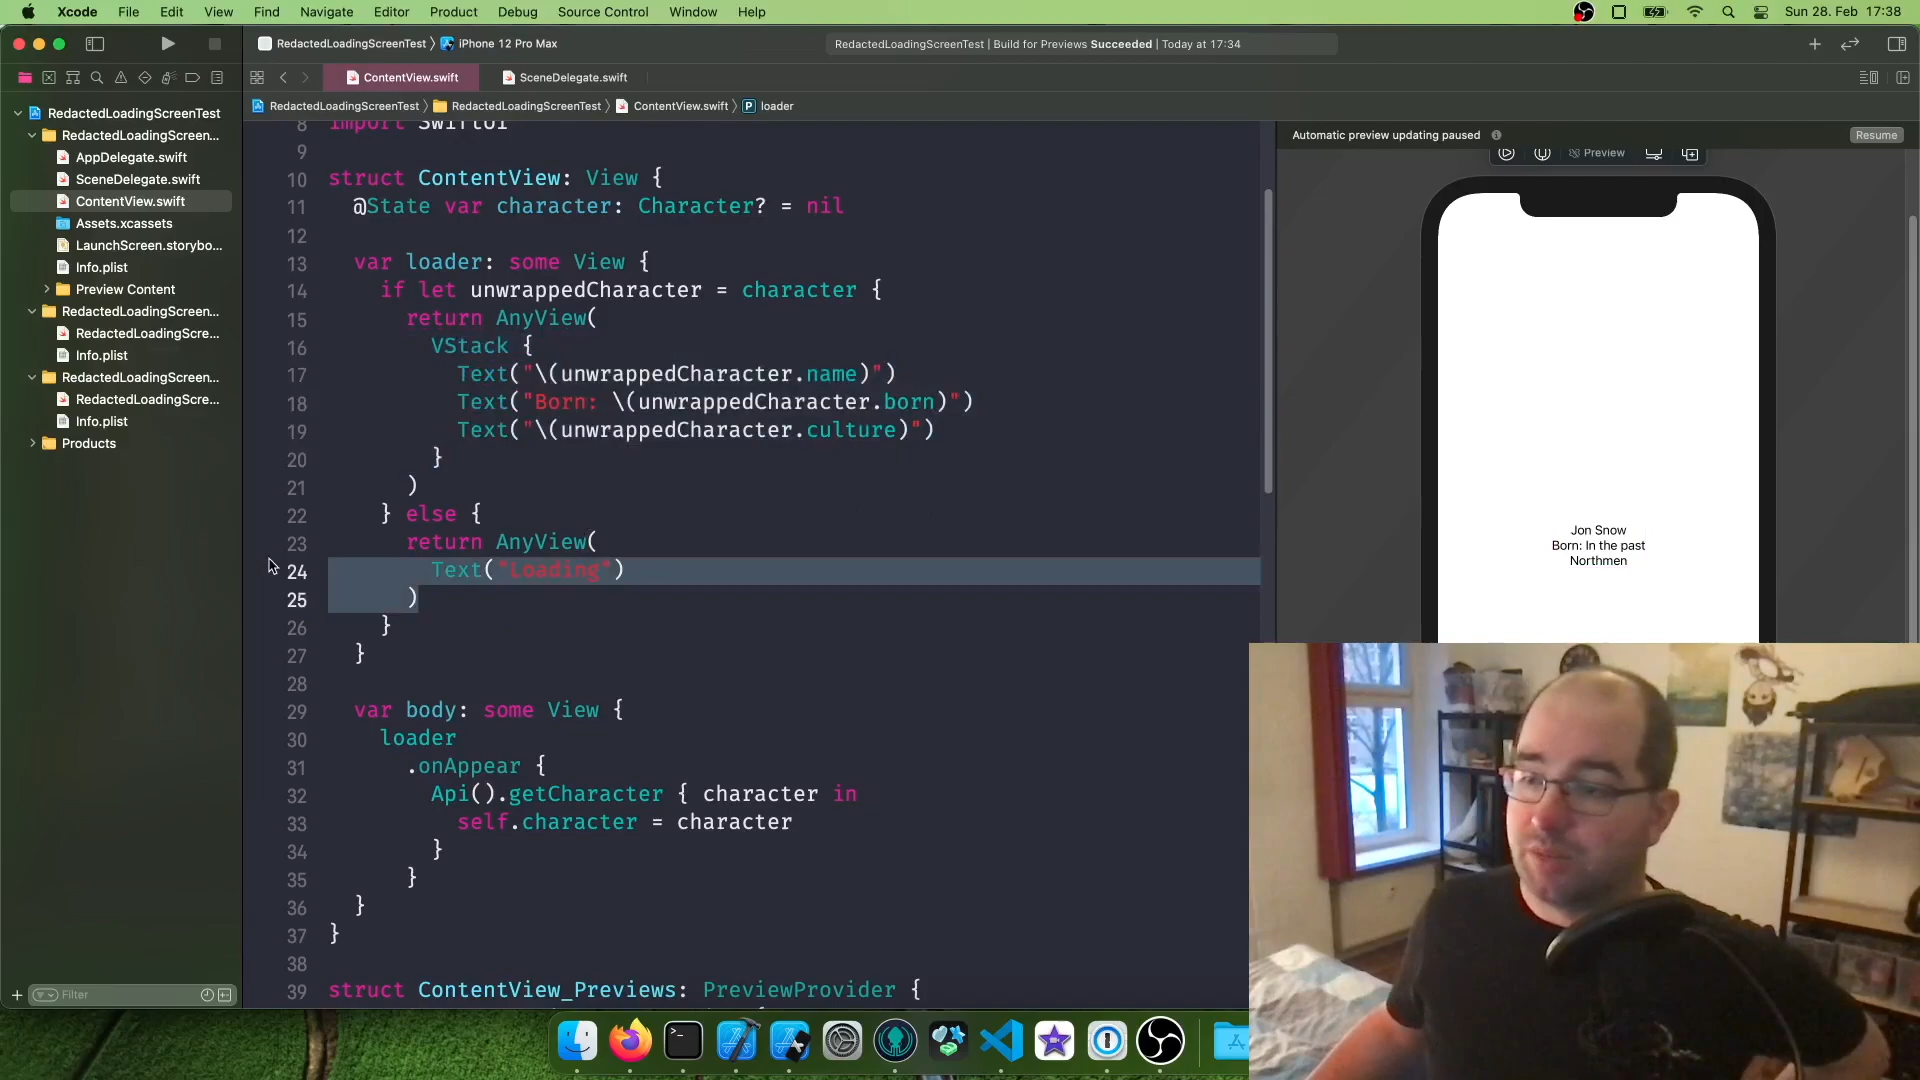 Xcode File Edit View Find Navigate Editor Product Debug Source Control Window Help
Sun 28. Feb 17:38
RedactedLoadingScreenTest 〉 iPhone 12 Pro Max
RedactedLoadingScreenTest | Build for Previews Succeeded | Today at 17:34
ContentView.swift
SceneDelegate.swift
RedactedLoadingScreenTest 〉 RedactedLoadingScreenTest 〉 ContentView.swift 〉 P loader
RedactedLoadingScreenTest
RedactedLoadingScreen...
AppDelegate.swift
SceneDelegate.swift
ContentView.swift
Assets.xcassets
LaunchScreen.storybo...
Info.plist
Preview Content
RedactedLoadingScreen...
RedactedLoadingScre...
Info.plist
RedactedLoadingScreen...
RedactedLoadingScre...
Info.plist
Products
Filter
8 import SwiftUI
9
10 struct ContentView: View {
11 @State var character: Character? = nil
12
13 var loader: some View {
14 if let unwrappedCharacter = character {
15 return AnyView(
16 VStack {
17 Text("\(unwrappedCharacter.name)")
18 Text("Born: \(unwrappedCharacter.born)")
19 Text("\(unwrappedCharacter.culture)")
20 }
21 )
22 } else {
23 return AnyView(
24 Text("Loading")
25 )
26 }
27 }
28
29 var body: some View {
30 loader
31 .onAppear {
32 Api().getCharacter { character in
33 self.character = character
34 }
35 }
36 }
37 }
38
39 struct ContentView_Previews: PreviewProvider {
Automatic preview updating paused
Resume
Preview
Jon Snow
Born: In the past
Northmen